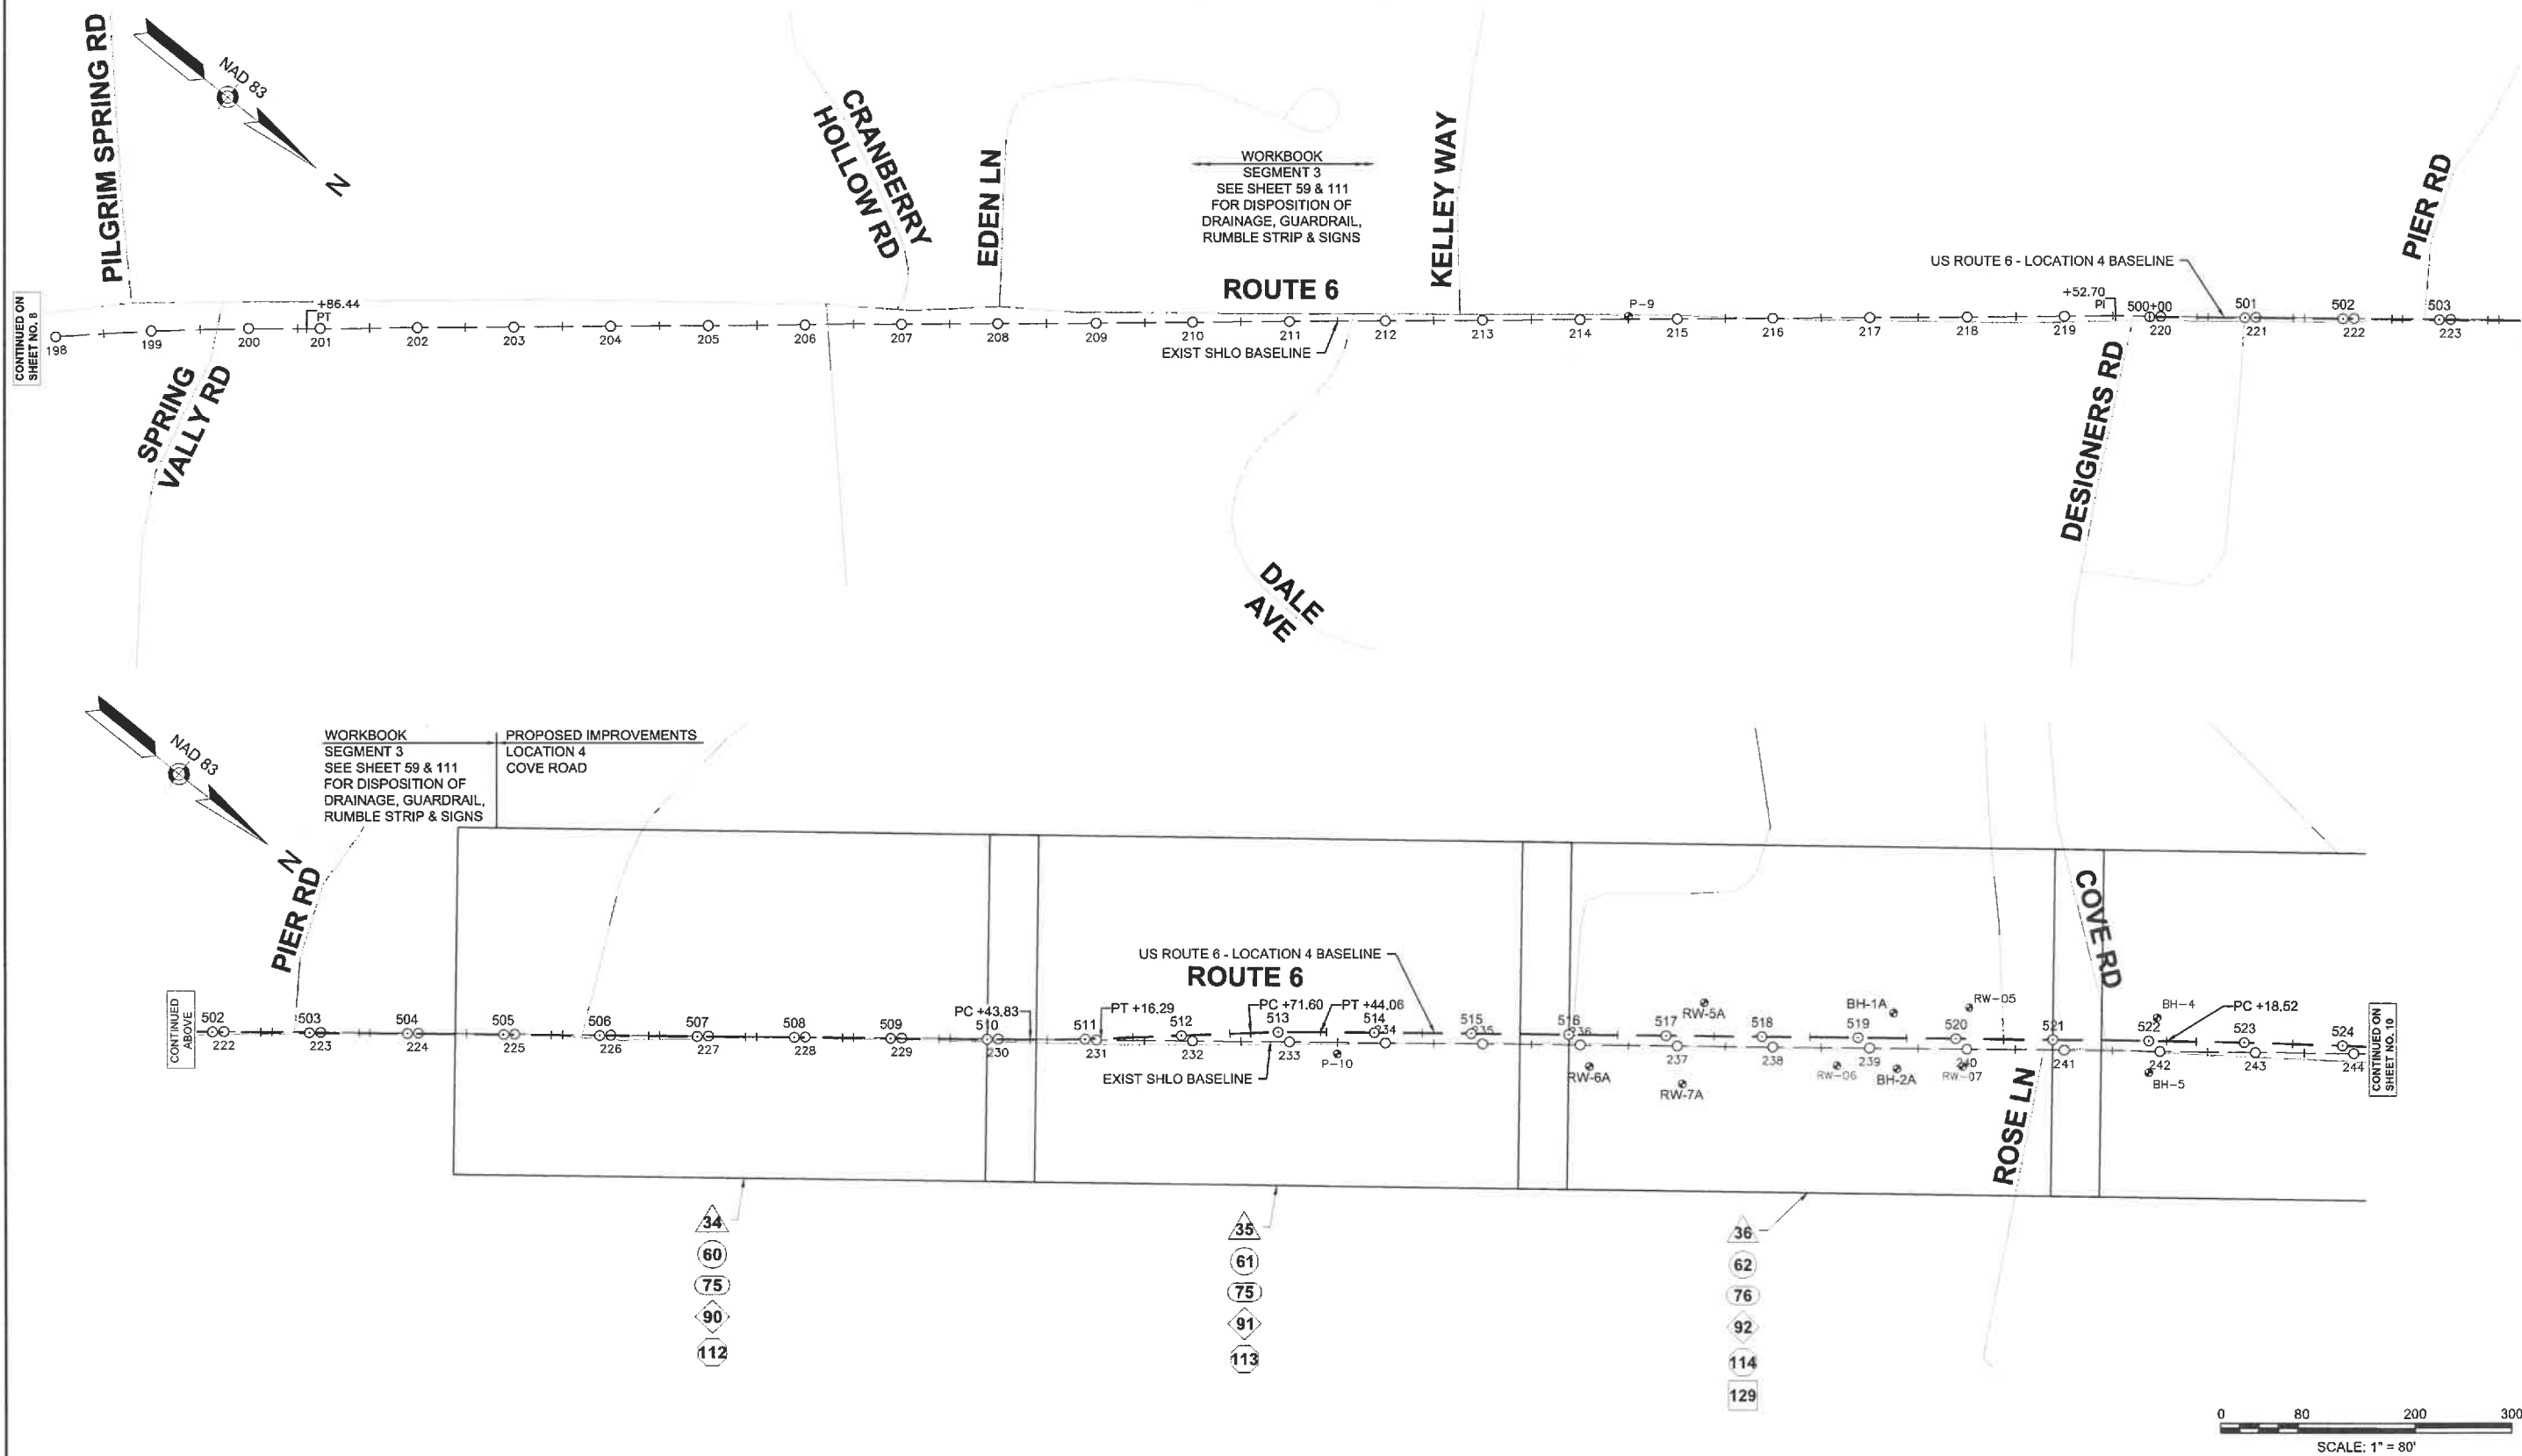 PILGRIM SPRING RD
NAD 83
N
CRANBERRY
HOLLOW RD
EDEN LN
WORKBOOK
SEGMENT 3
SEE SHEET 59 & 111
FOR DISPOSITION OF
DRAINAGE, GUARDRAIL,
RUMBLE STRIP & SIGNS
KELLEY WAY
PIER RD
US ROUTE 6 - LOCATION 4 BASELINE
ROUTE 6
CONTINUED ON
SHEET NO. 8
+86.44
PT
P-9
+52.70
PI
500+00
501
502
503
198
199
200
201
202
203
204
205
206
207
208
209
210
211
212
213
214
215
216
217
218
219
220
221
222
223
EXIST SHLO BASELINE
SPRING
VALLY RD
DESIGNERS RD
DALE
AVE
NAD 83
N
WORKBOOK
SEGMENT 3
SEE SHEET 59 & 111
FOR DISPOSITION OF
DRAINAGE, GUARDRAIL,
RUMBLE STRIP & SIGNS
PROPOSED IMPROVEMENTS
LOCATION 4
COVE ROAD
PIER RD
COVE RD
US ROUTE 6 - LOCATION 4 BASELINE
ROUTE 6
CONTINUED
ABOVE
502
503
504
505
506
507
508
509
510
PC +43.83
511
PT +16.29
512
PC +71.60
513
PT +44.06
514
515
516
517
RW-5A
518
BH-1A
519
RW-05
520
521
BH-4
522
PC +18.52
523
524
CONTINUED ON
SHEET NO. 10
222
223
224
225
226
227
228
229
230
231
232
233
234
235
236
237
238
239
240
241
242
243
244
P-10
EXIST SHLO BASELINE
RW-6A
RW-7A
RW-06
BH-2A
RW-07
BH-5
ROSE LN
34
60
75
90
112
35
61
75
91
113
36
62
76
92
114
129
0 80 200 300
SCALE: 1" = 80'